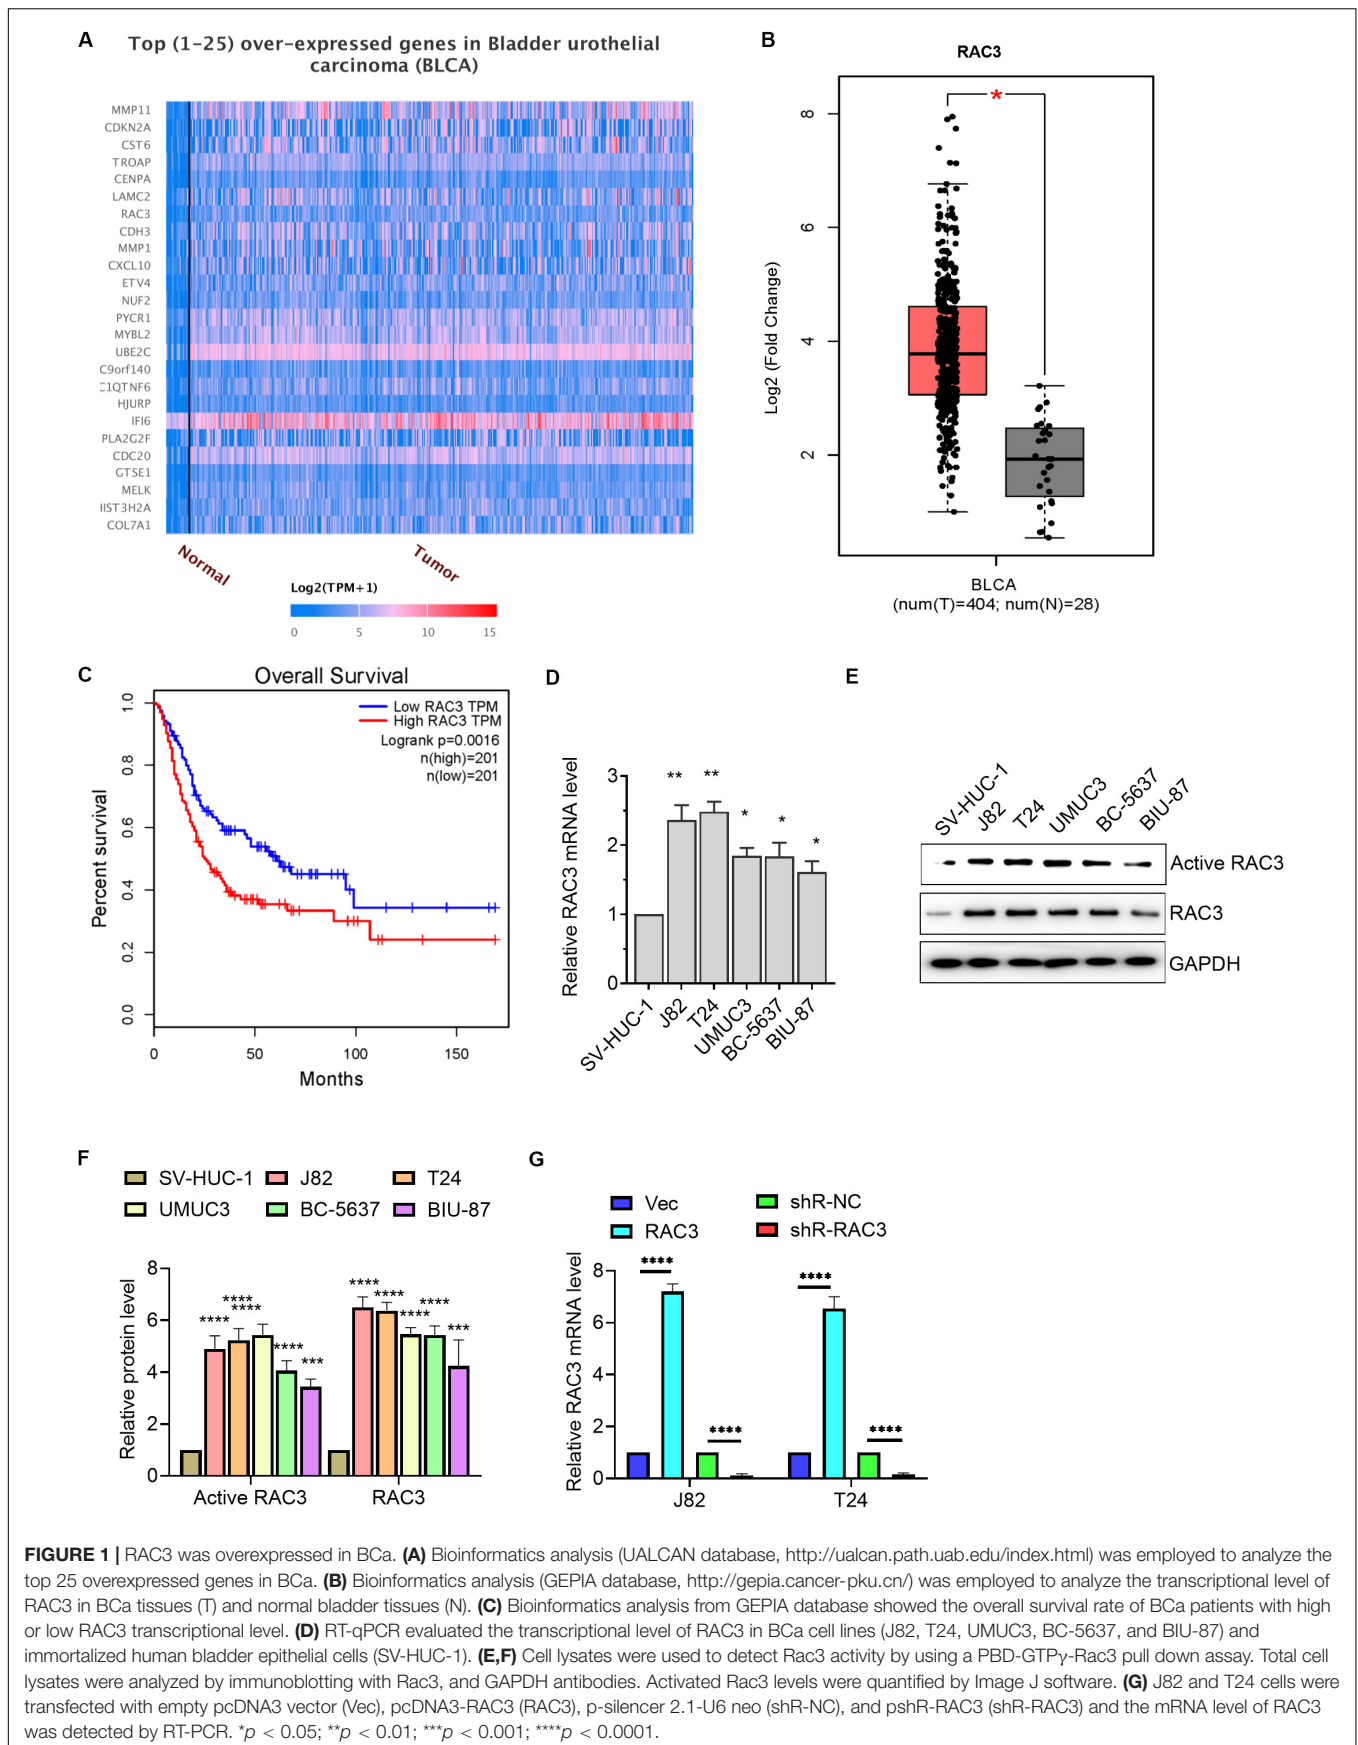 A
Top (1-25) over-expressed genes in Bladder urothelial
carcinoma (BLCA)
MMP11
CDKN2A
CST6
TROAP
CENPA
LAMC2
RAC3
CDH3
MMP1
CXCL10
ETV4
NUF2
PYCR1
MYBL2
UBE2C
C9orf140
C1QTNF6
HJURP
IFI6
PLA2G2F
CDC20
GTSE1
MELK
HIST3H2A
COL7A1
Normal
Tumor
Log2(TPM+1)
0 5 10 15
B
RAC3
*
Log2 (Fold Change)
8
6
4
2
BLCA
(num(T)=404; num(N)=28)
C
Overall Survival
Low RAC3 TPM
High RAC3 TPM
Logrank p=0.0016
n(high)=201
n(low)=201
Percent survival
1.0
0.8
0.6
0.4
0.2
0.0
0 50 100 150
Months
D
Relative RAC3 mRNA level
3
2
1
0
** ** * * *
SV-HUC-1 J82 T24 UMUC3 BC-5637 BIU-87
E
SV-HUC-1 J82 T24 UMUC3 BC-5637 BIU-87
Active RAC3
RAC3
GAPDH
F
SV-HUC-1 J82 T24
UMUC3 BC-5637 BIU-87
Relative protein level
8
6
4
2
0
**** **** **** **** ***
**** **** **** **** ***
Active RAC3 RAC3
G
Vec shR-NC
RAC3 shR-RAC3
Relative RAC3 mRNA level
8
6
4
2
0
**** **** **** ****
J82 T24
FIGURE 1 | RAC3 was overexpressed in BCa. (A) Bioinformatics analysis (UALCAN database, http://ualcan.path.uab.edu/index.html) was employed to analyze the
top 25 overexpressed genes in BCa. (B) Bioinformatics analysis (GEPIA database, http://gepia.cancer-pku.cn/) was employed to analyze the transcriptional level of
RAC3 in BCa tissues (T) and normal bladder tissues (N). (C) Bioinformatics analysis from GEPIA database showed the overall survival rate of BCa patients with high
or low RAC3 transcriptional level. (D) RT-qPCR evaluated the transcriptional level of RAC3 in BCa cell lines (J82, T24, UMUC3, BC-5637, and BIU-87) and
immortalized human bladder epithelial cells (SV-HUC-1). (E,F) Cell lysates were used to detect Rac3 activity by using a PBD-GTPγ-Rac3 pull down assay. Total cell
lysates were analyzed by immunoblotting with Rac3, and GAPDH antibodies. Activated Rac3 levels were quantified by Image J software. (G) J82 and T24 cells were
transfected with empty pcDNA3 vector (Vec), pcDNA3-RAC3 (RAC3), p-silencer 2.1-U6 neo (shR-NC), and pshR-RAC3 (shR-RAC3) and the mRNA level of RAC3
was detected by RT-PCR. *p < 0.05; **p < 0.01; ***p < 0.001; ****p < 0.0001.